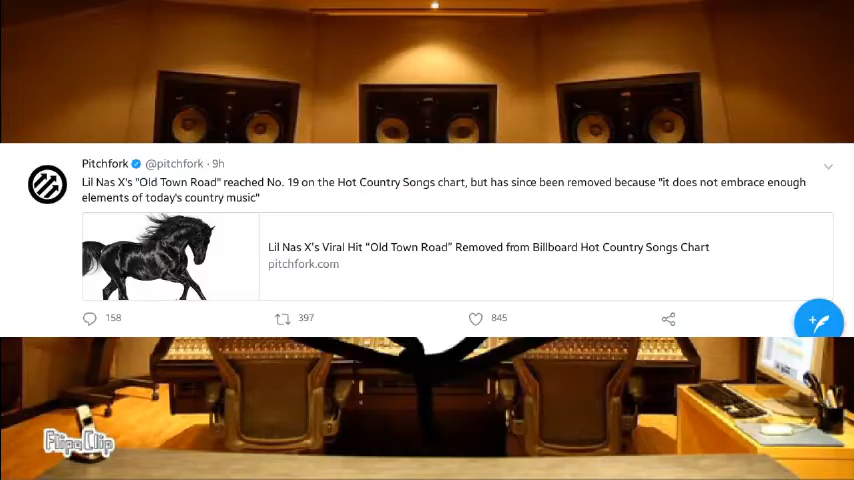 Pitchfork @pitchfork · 9h
Lil Nas X's "Old Town Road" reached No. 19 on the Hot Country Songs chart, but has since been removed because "it does not embrace enough
elements of today's country music"
Lil Nas X's Viral Hit “Old Town Road” Removed from Billboard Hot Country Songs Chart
pitchfork.com
158 397 845
FlipaClip